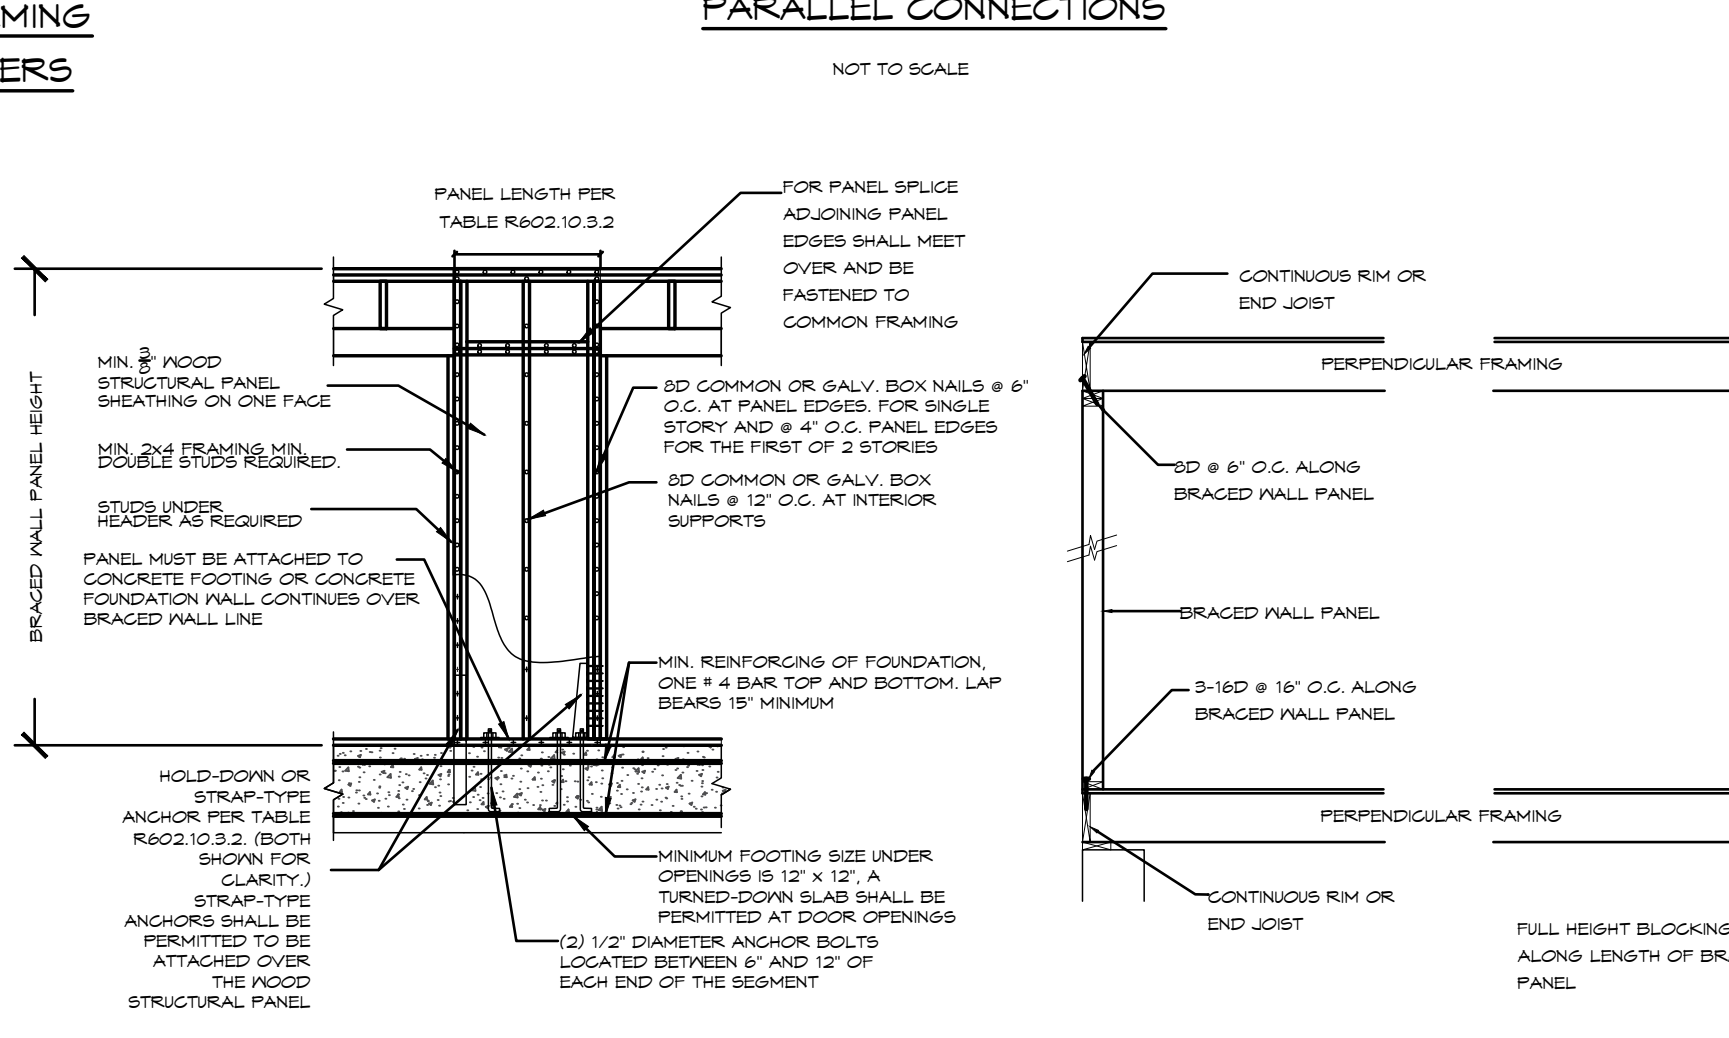 MING
ERS
PARALLEL CONNECTIONS
NOT TO SCALE
PANEL LENGTH PER
TABLE R602.10.3.2
FOR PANEL SPLICE
ADJOINING PANEL
EDGES SHALL MEET
OVER AND BE
FASTENED TO
COMMON FRAMING
BRACED WALL PANEL HEIGHT
MIN. 3/8" WOOD
STRUCTURAL PANEL
SHEATHING ON ONE FACE
MIN. 2x4 FRAMING MIN.
DOUBLE STUDS REQUIRED.
STUDS UNDER
HEADER AS REQUIRED
PANEL MUST BE ATTACHED TO
CONCRETE FOOTING OR CONCRETE
FOUNDATION WALL CONTINUES OVER
BRACED WALL LINE
8D COMMON OR GALV. BOX NAILS @ 6"
O.C. AT PANEL EDGES. FOR SINGLE
STORY AND @ 4" O.C. PANEL EDGES
FOR THE FIRST OF 2 STORIES
8D COMMON OR GALV. BOX
NAILS @ 12" O.C. AT INTERIOR
SUPPORTS
MIN. REINFORCING OF FOUNDATION,
ONE # 4 BAR TOP AND BOTTOM. LAP
BEARS 15" MINIMUM
HOLD-DOWN OR
STRAP-TYPE
ANCHOR PER TABLE
R602.10.3.2. (BOTH
SHOWN FOR
CLARITY.)
STRAP-TYPE
ANCHORS SHALL BE
PERMITTED TO BE
ATTACHED OVER
THE WOOD
STRUCTURAL PANEL
MINIMUM FOOTING SIZE UNDER
OPENINGS IS 12" x 12", A
TURNED-DOWN SLAB SHALL BE
PERMITTED AT DOOR OPENINGS
(2) 1/2" DIAMETER ANCHOR BOLTS
LOCATED BETWEEN 6" AND 12" OF
EACH END OF THE SEGMENT
CONTINUOUS RIM OR
END JOIST
PERPENDICULAR FRAMING
8D @ 6" O.C. ALONG
BRACED WALL PANEL
BRACED WALL PANEL
3-16D @ 16" O.C. ALONG
BRACED WALL PANEL
PERPENDICULAR FRAMING
CONTINUOUS RIM OR
END JOIST
FULL HEIGHT BLOCKING
ALONG LENGTH OF BR
PANEL